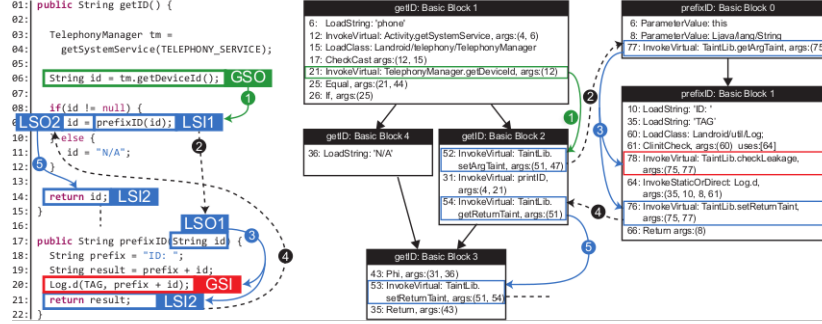 01: public String getID() {
02:
03: TelephonyManager tm =
04: getSystemService(TELEPHONY_SERVICE);
05:
06: String id = tm.getDeviceId(); GSO
07:
1
08: if(id != null) {
LSO2 id = prefixID(id); LSI1
10: } else {
2
5
11: id = "N/A";
12: }
13:
14: return id; LSI2
15: }
16:
LSO1
17: public String prefixID(String id) {
3
18: String prefix = "ID: ";
4
19: String result = prefix + id;
20: Log.d(TAG, prefix + id); GSI
21: return result; LSI2
22: }
getID: Basic Block 1
6: LoadString: 'phone'
12: InvokeVirtual: Activity.getSystemService, args:(4, 6)
15: LoadClass: Landroid/telephony/TelephonyManager
17: CheckCast args:(12, 15)
21: InvokeVirtual: TelephonyManager.getDeviceId, args:(12)
25: Equal, args:(21, 44)
26: If, args:(25)
1
2
getID: Basic Block 4
36: LoadString: 'N/A'
getID: Basic Block 2
52: InvokeVirtual: TaintLib.
setArgTaint, args:(51, 47)
31: InvokeVirtual: printID,
args:(4, 21)
54: InvokeVirtual: TaintLib.
getReturnTaint, args:(51)
4
5
getID: Basic Block 3
43: Phi, args:(31, 36)
53: InvokeVirtual: TaintLib.
setReturnTaint, args:(51, 54)
35: Return, args:(43)
prefixID: Basic Block 0
6: ParameterValue: this
8: ParameterValue: Ljava/lang/String
77: InvokeVirtual: TaintLib.getArgTaint, args:(75
3
prefixID: Basic Block 1
10: LoadString: 'ID: '
35: LoadString: 'TAG'
60: LoadClass: Landroid/util/Log;
61: ClinitCheck, args:(60) uses:[64]
78: InvokeVirtual: TaintLib.checkLeakage,
args:(75, 77)
64: InvokeStaticOrDirect: Log.d,
args:(35, 10, 8, 61)
76: InvokeVirtual: TaintLib.setReturnTaint,
args:(75, 77)
66: Return args:(8)